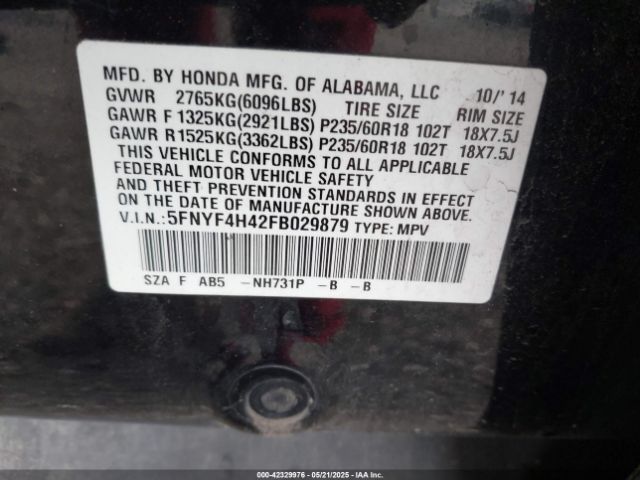 MFD. BY HONDA MFG. OF ALABAMA, LLC 10/'14
GVWR 2765KG(6096LBS) TIRE SIZE RIM SIZE
GAWR F 1325KG(2921LBS) P235/60R18 102T 18X7.5J
GAWR R1525KG(3362LBS) P235/60R18 102T 18X7.5J
THIS VEHICLE CONFORMS TO ALL APPLICABLE
FEDERAL MOTOR VEHICLE SAFETY
AND THEFT PREVENTION STANDARDS IN EFFECT
ON THE DATE OF MANUFACTURE SHOWN ABOVE.
V.I.N.:5FNYF4H42FB029879 TYPE: MPV
SZA F AB5 -NH731P -B -B
000-42329976 - 05/21/2025 - IAAI.COM